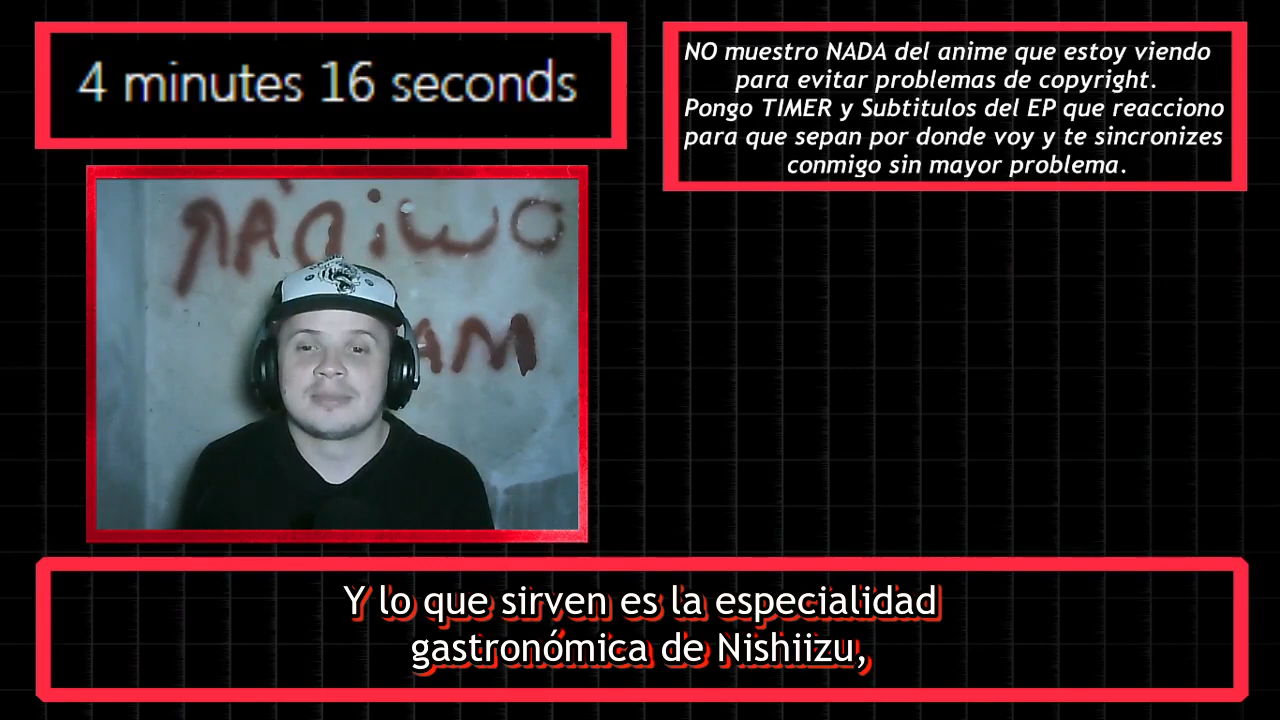 4 minutes 16 seconds
NO muestro NADA del anime que estoy viendo
para evitar problemas de copyright.
Pongo TIMER y Subtitulos del EP que reacciono
para que sepan por donde voy y te sincronizes
conmigo sin mayor problema.
Y lo que sirven es la especialidad
gastronómica de Nishiizu,